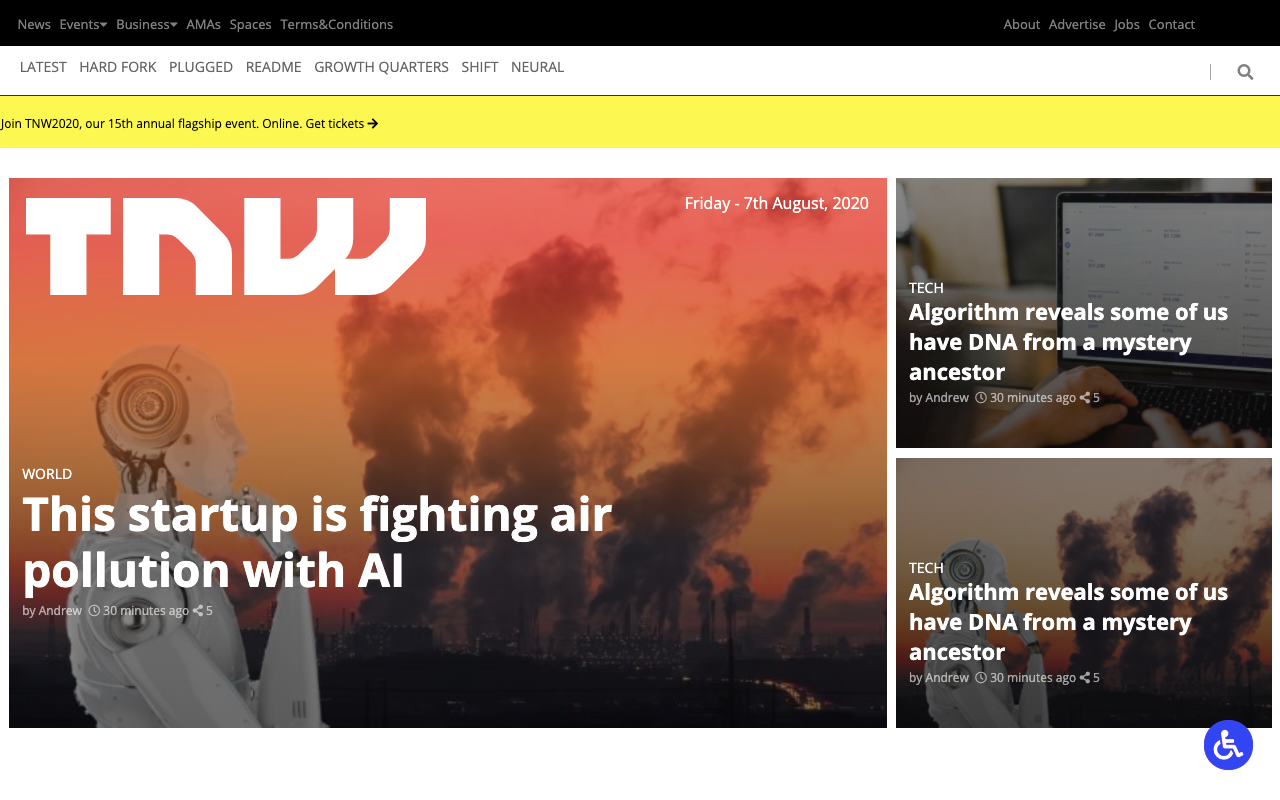 News Events Business AMAs Spaces Terms&Conditions About Advertise Jobs Contact
LATEST HARD FORK PLUGGED README GROWTH QUARTERS SHIFT NEURAL
Join TNW2020, our 15th annual flagship event. Online. Get tickets →
TNW
Friday - 7th August, 2020
WORLD
This startup is fighting air
pollution with AI
by Andrew 30 minutes ago 5
TECH
Algorithm reveals some of us
have DNA from a mystery
ancestor
by Andrew 30 minutes ago 5
TECH
Algorithm reveals some of us
have DNA from a mystery
ancestor
by Andrew 30 minutes ago 5